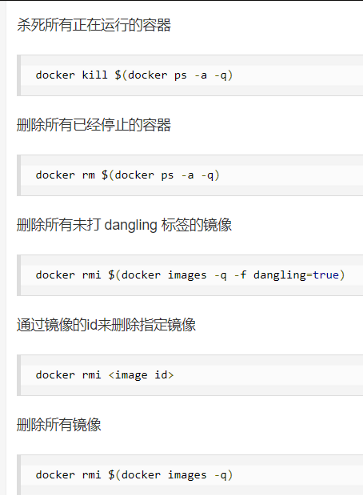 杀死所有正在运行的容器
docker kill $(docker ps -a -q)
删除所有已经停止的容器
docker rm $(docker ps -a -q)
删除所有未打 dangling 标签的镜像
docker rmi $(docker images -q -f dangling=true)
通过镜像的id来删除指定镜像
docker rmi <image id>
删除所有镜像
docker rmi $(docker images -q)